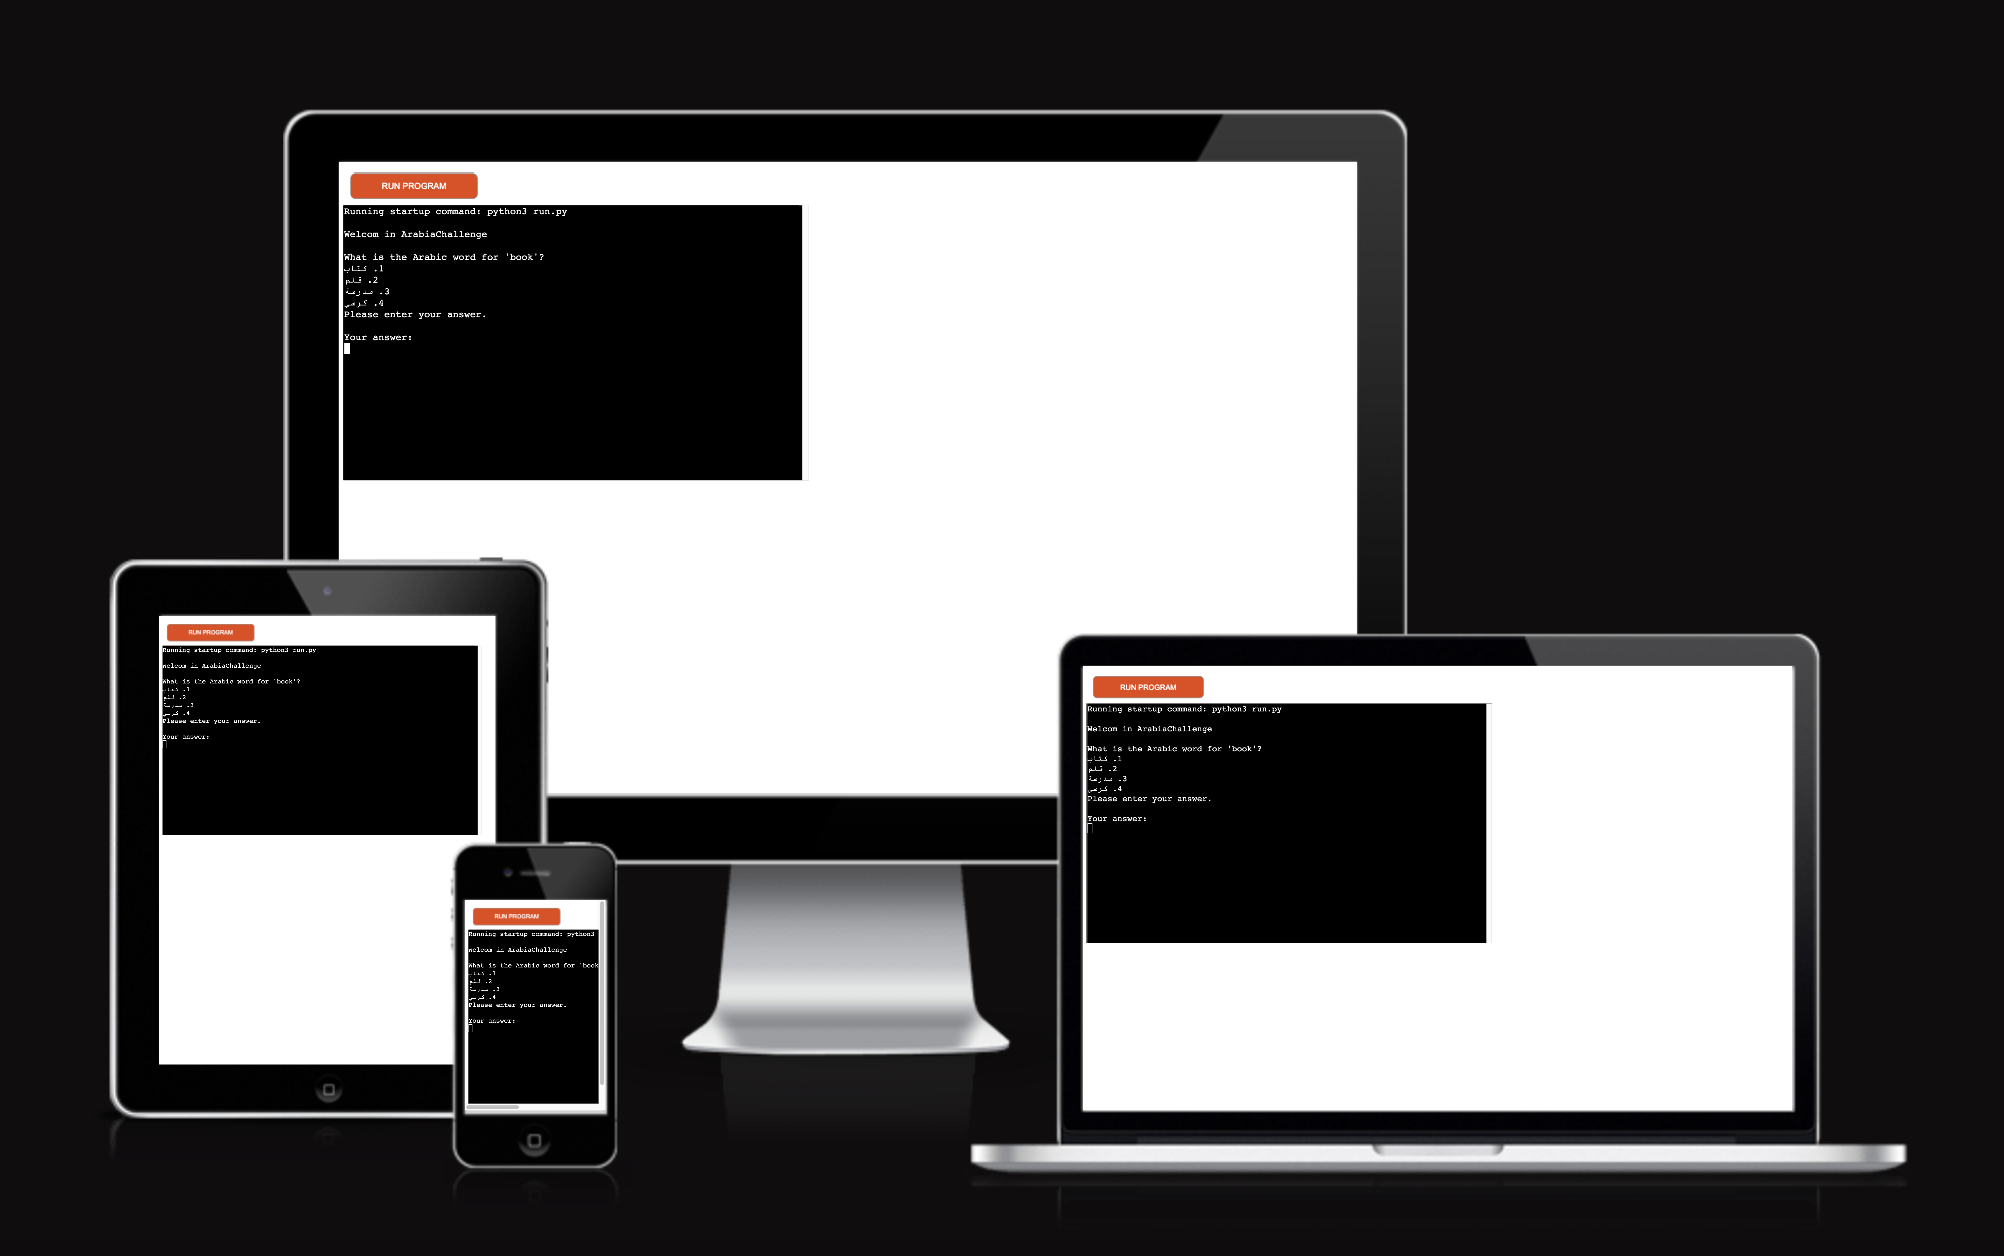 RUN PROGRAM
Running startup command: python3 run.py
Welcom in ArabiaChallenge
What is the Arabic word for 'book'?
1. كتاب
2. قلم
3. مدرسة
4. كرسي
Please enter your answer.
Your answer:
RUN PROGRAM
Running startup command: python3 run.py
Welcom in ArabiaChallenge
What is the Arabic word for 'book'?
1. كتاب
2. قلم
3. مدرسة
4. كرسي
Please enter your answer.
Your answer:
RUN PROGRAM
Running startup command: python3
Welcom in ArabiaChallenge
What is the Arabic word for 'book
1. كتاب
2. قلم
3. مدرسة
4. كرسي
Please enter your answer.
Your answer:
RUN PROGRAM
Running startup command: python3 run.py
Welcom in ArabiaChallenge
What is the Arabic word for 'book'?
1. كتاب
2. قلم
3. مدرسة
4. كرسي
Please enter your answer.
Your answer: